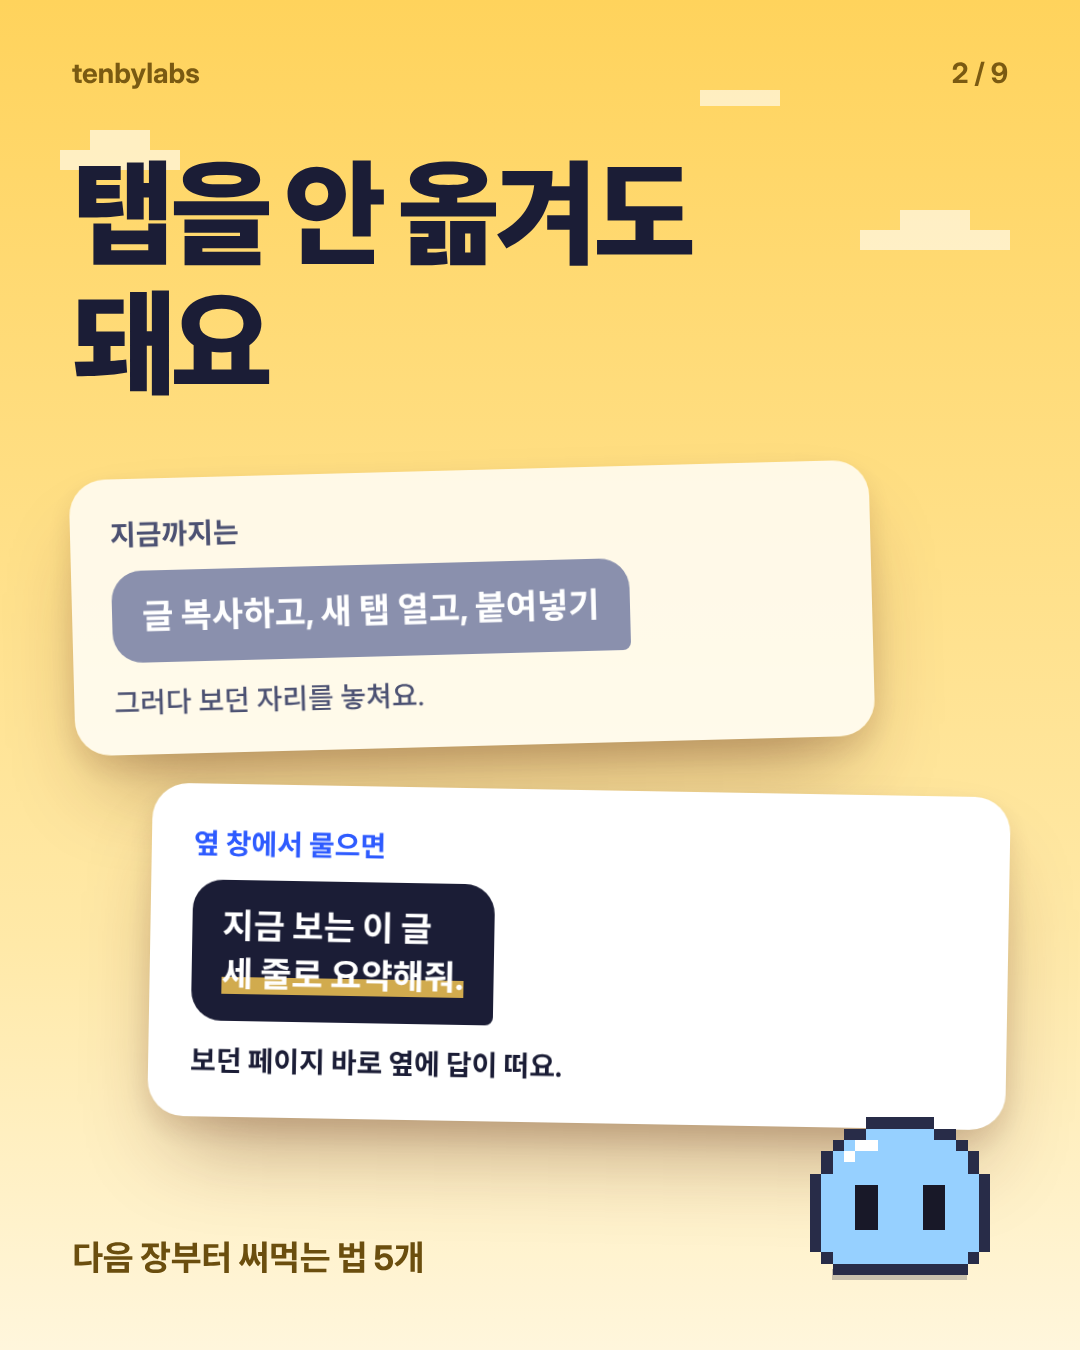 tenbylabs
2 / 9
탭을 안 옮겨도
돼요
지금까지는
글 복사하고, 새 탭 열고, 붙여넣기
그러다 보던 자리를 놓쳐요.
옆 창에서 물으면
지금 보는 이 글
세 줄로 요약해줘.
보던 페이지 바로 옆에 답이 떠요.
다음 장부터 써먹는 법 5개